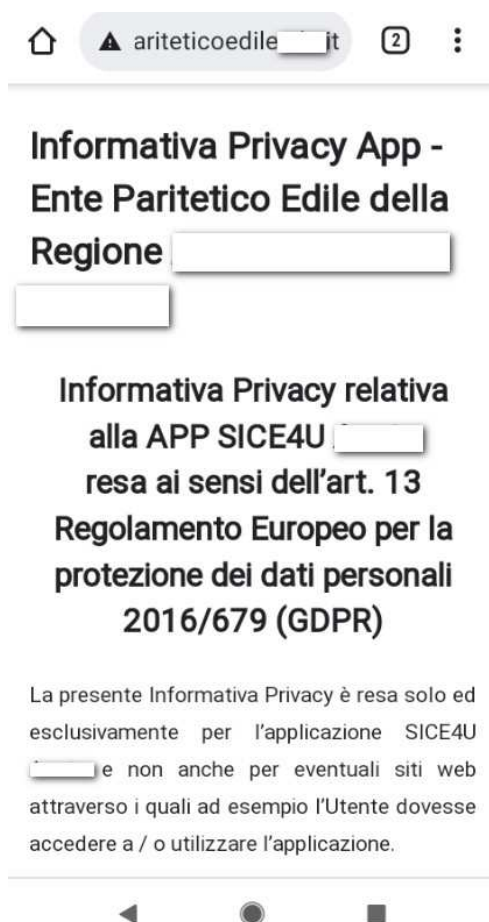 ariteticoedile it
2
Informativa Privacy App -
Ente Paritetico Edile della
Regione
Informativa Privacy relativa
alla APP SICE4U
resa ai sensi dell'art. 13
Regolamento Europeo per la
protezione dei dati personali
2016/679 (GDPR)
La presente Informativa Privacy è resa solo ed
esclusivamente per l'applicazione SICE4U
e non anche per eventuali siti web
attraverso i quali ad esempio l'Utente dovesse
accedere a / o utilizzare l'applicazione.